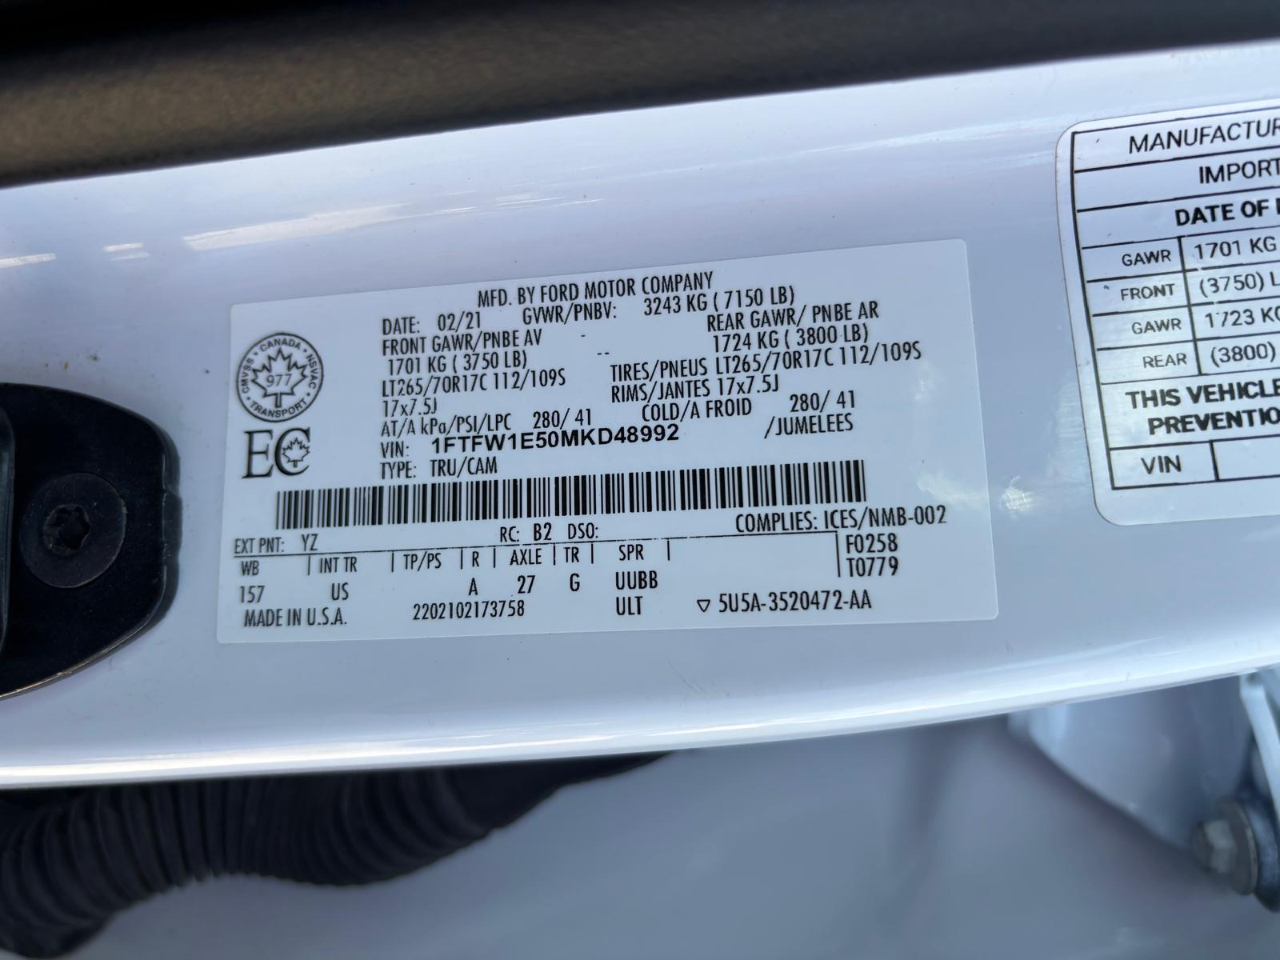 MFD. BY FORD MOTOR COMPANY
DATE: 02/21 GVWR/PNBV: 3243 KG ( 7150 LB)
FRONT GAWR/PNBE AV - REAR GAWR/ PNBE AR
1701 KG ( 3750 LB) -- 1724 KG ( 3800 LB)
LT265/70R17C 112/109S TIRES/PNEUS LT265/70R17C 112/109S
17x7.5J RIMS/JANTES 17x7.5J
AT/A kPa/PSI/LPC 280/ 41 COLD/A FROID 280/ 41
VIN: 1FTFW1E50MKD48992 /JUMELEES
TYPE: TRU/CAM
CANADA
CMVSS NSVAC
977
TRANSPORT
EC
COMPLIES: ICES/NMB-002
EXT PNT: YZ RC: B2 DSO:
WB | INT TR | TP/PS | R | AXLE | TR | SPR | F0258
157 US A 27 G UUBB T0779
MADE IN U.S.A. 2202102173758 ULT ▽ 5U5A-3520472-AA
MANUFACTUR
IMPORT
DATE OF
GAWR 1701 KG
FRONT (3750) L
GAWR 1723 KG
REAR (3800)
THIS VEHICLE
PREVENTIO
VIN